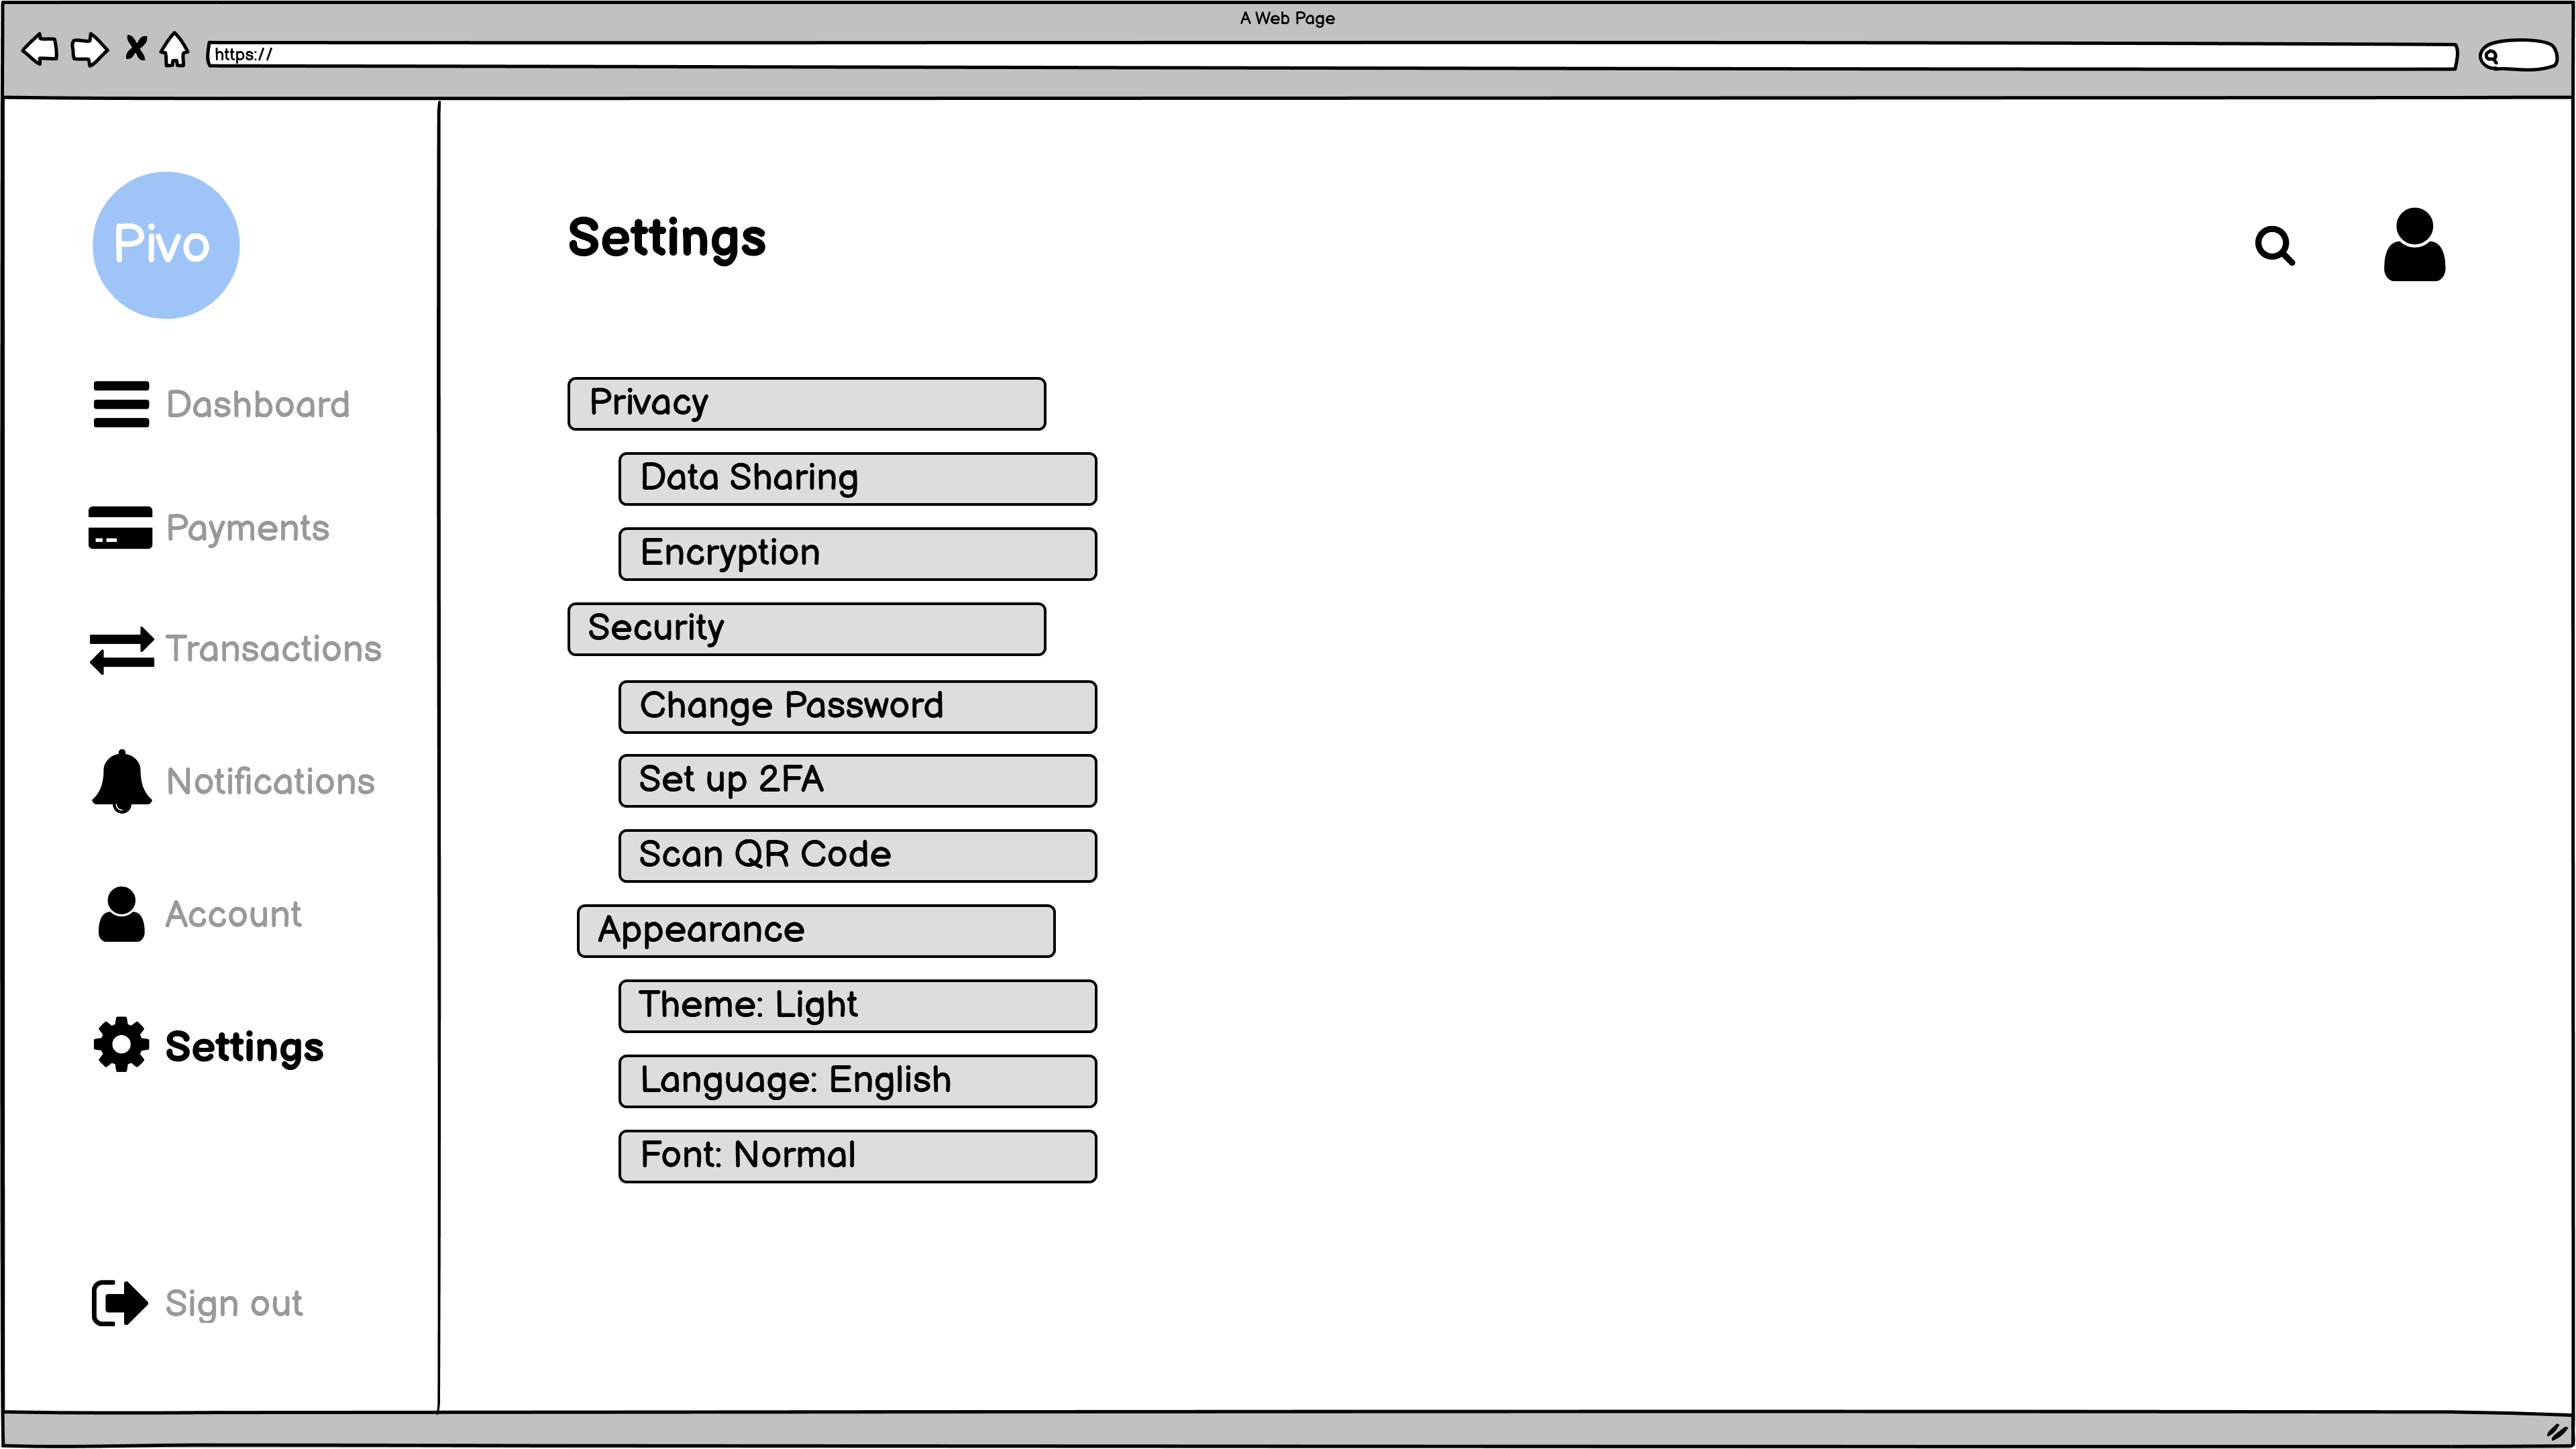 A Web Page
https://
Pivo
Dashboard
Payments
Transactions
Notifications
Account
Settings
Sign out
Settings
Privacy
Data Sharing
Encryption
Security
Change Password
Set up 2FA
Scan QR Code
Appearance
Theme: Light
Language: English
Font: Normal